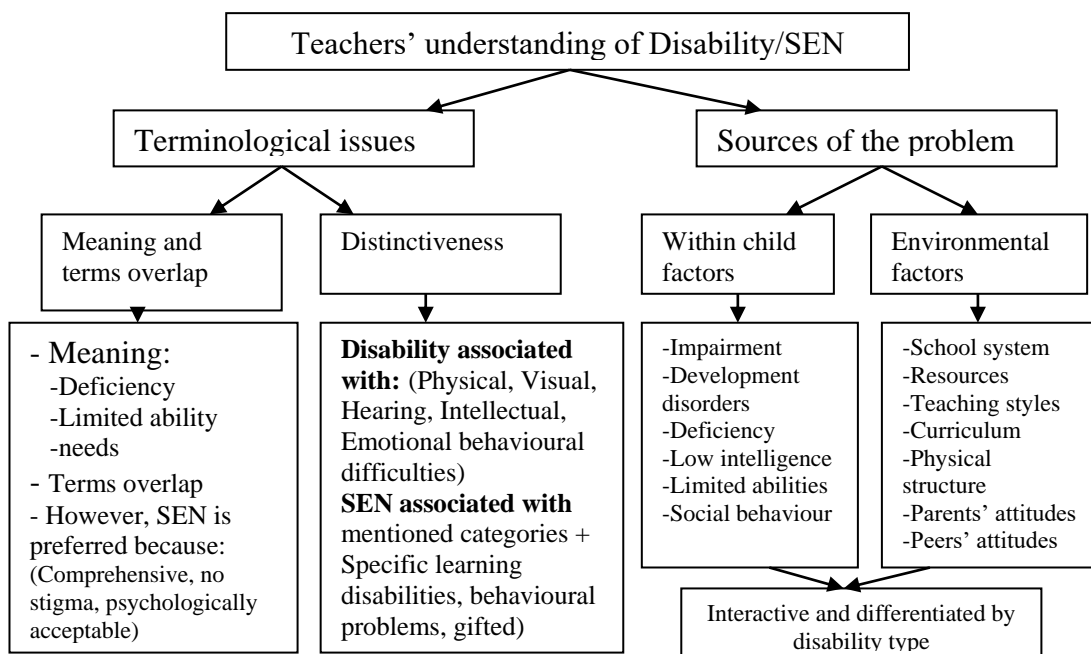 Teachers' understanding of Disability/SEN
Terminological issues
Sources of the problem
Meaning and
terms overlap
Distinctiveness
Within child
factors
Environmental
factors
- Meaning:
-Deficiency
-Limited ability
-needs
- Terms overlap
- However, SEN is
preferred because:
(Comprehensive, no
stigma, psychologically
acceptable)
Disability associated
with: (Physical, Visual,
Hearing, Intellectual,
Emotional behavioural
difficulties)
SEN associated with
mentioned categories +
Specific learning
disabilities, behavioural
problems, gifted)
-Impairment
-Development
disorders
-Deficiency
-Low intelligence
-Limited abilities
-Social behaviour
-School system
-Resources
-Teaching styles
-Curriculum
-Physical
structure
-Parents' attitudes
-Peers' attitudes
Interactive and differentiated by
disability type